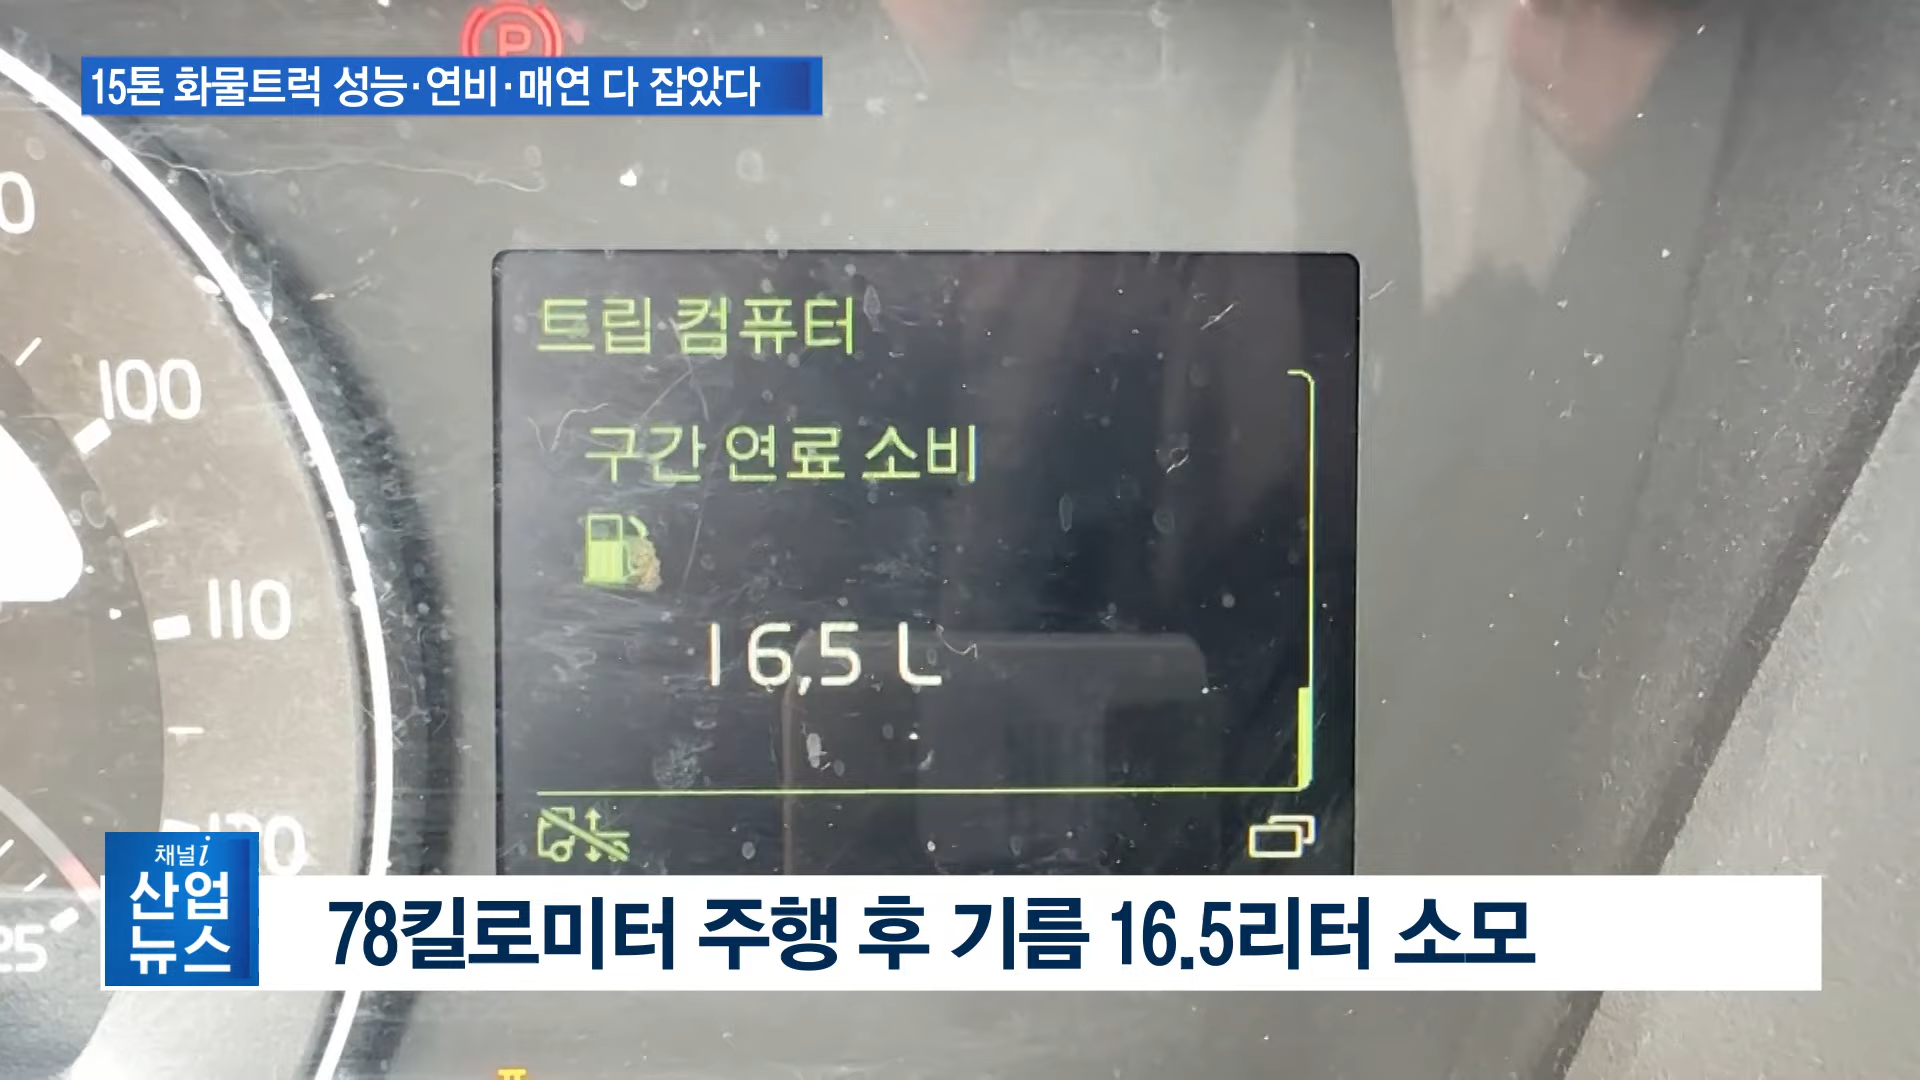 15톤 화물트럭 성능·연비·매연 다 잡았다
P
트립 컴퓨터
구간 연료 소비
16,5 L
100
110
120
25
채널i
산업
뉴스
78킬로미터 주행 후 기름 16.5리터 소모